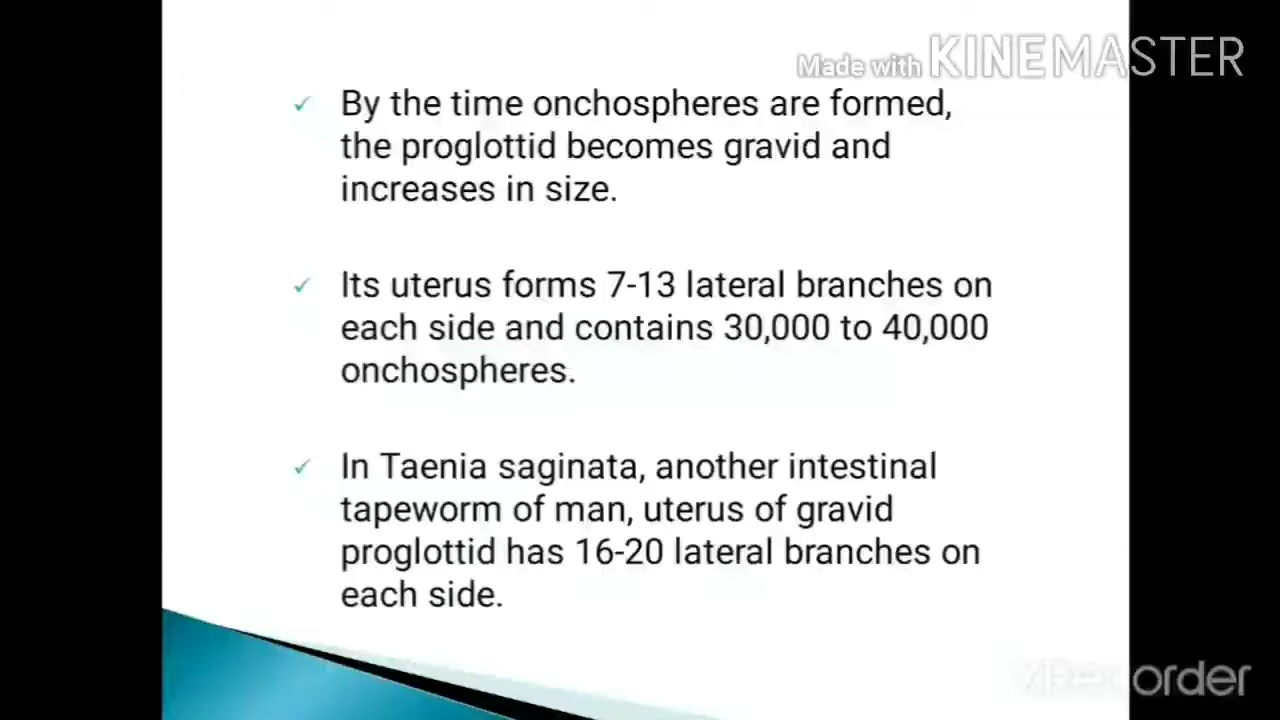 Made with KINEMASTER
✓ By the time onchospheres are formed,
the proglottid becomes gravid and
increases in size.
✓ Its uterus forms 7-13 lateral branches on
each side and contains 30,000 to 40,000
onchospheres.
✓ In Taenia saginata, another intestinal
tapeworm of man, uterus of gravid
proglottid has 16-20 lateral branches on
each side.